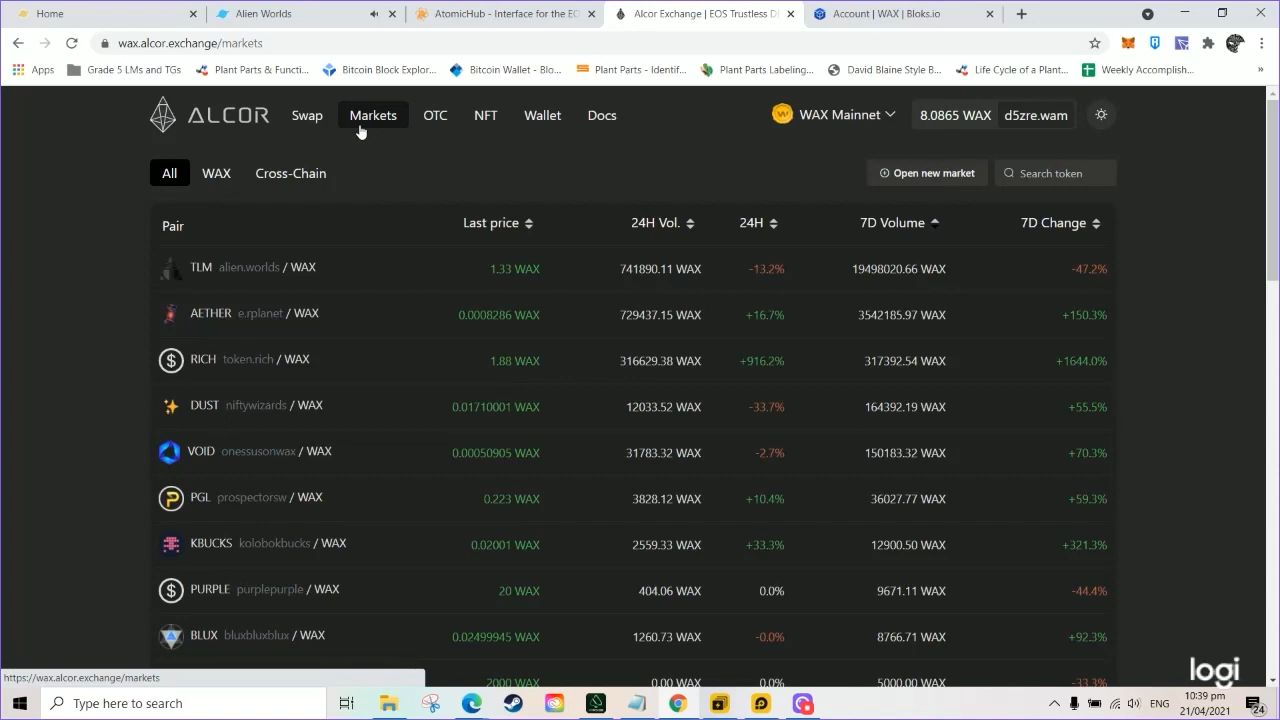 Home
Alien Worlds
AtomicHub - Interface for the EO
Alcor Exchange | EOS Trustless D
Account | WAX | Bloks.io
wax.alcor.exchange/markets
Apps
Grade 5 LMs and TGs
Plant Parts & Functi...
Bitcoin Block Explor...
Bitcoin Wallet - Blo...
Plant Parts - Identif...
Plant Parts Labeling...
David Blaine Style B...
Life Cycle of a Plant...
Weekly Accomplish...
»
ALCOR
Swap
Markets
OTC
NFT
Wallet
Docs
WAX Mainnet
8.0865 WAX
d5zre.wam
All
WAX
Cross-Chain
Open new market
Search token
Pair
Last price
24H Vol.
24H
7D Volume
7D Change
TLM alien.worlds / WAX 1.33 WAX 741890.11 WAX -13.2% 19498020.66 WAX -47.2%
AETHER e.rplanet / WAX 0.0008286 WAX 729437.15 WAX +16.7% 3542185.97 WAX +150.3%
RICH token.rich / WAX 1.88 WAX 316629.38 WAX +916.2% 317392.54 WAX +1644.0%
DUST niftywizards / WAX 0.01710001 WAX 12033.52 WAX -33.7% 164392.19 WAX +55.5%
VOID onessusonwax / WAX 0.00050905 WAX 31783.32 WAX -2.7% 150183.32 WAX +70.3%
PGL prospectorsw / WAX 0.223 WAX 3828.12 WAX +10.4% 36027.77 WAX +59.3%
KBUCKS kolobokbucks / WAX 0.02001 WAX 2559.33 WAX +33.3% 12900.50 WAX +321.3%
PURPLE purplepurple / WAX 20 WAX 404.06 WAX 0.0% 9671.11 WAX -44.4%
BLUX bluxbluxblux / WAX 0.02499945 WAX 1260.73 WAX -0.0% 8766.71 WAX +92.3%
2000 WAX 0.00 WAX 0.0% 5000.00 WAX -33.3%
https://wax.alcor.exchange/markets
logi
Type here to search
ENG
10:39 pm
21/04/2021
24